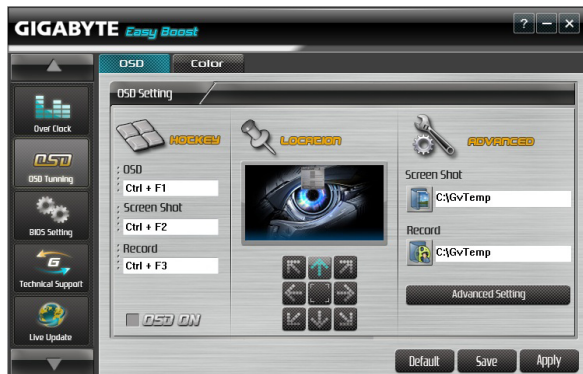 GIGABYTE Easy Boost
? − ×
OSD Color
Over Clock
OSD
OSD Tunning
BIOS Setting
G
Technical Support
Live Update
OSD Setting
HOTKEY
OSD
Ctrl + F1
Screen Shot
Ctrl + F2
Record
Ctrl + F3
OSD ON
LOCATION
ADVANCED
Screen Shot
C:\GvTemp
Record
C:\GvTemp
Advanced Setting
Default Save Apply